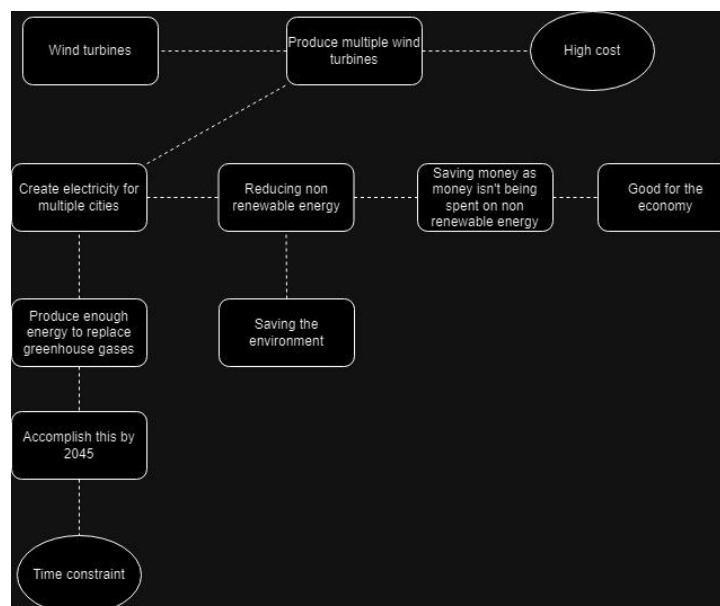 Wind turbines
Produce multiple wind
turbines
High cost
Create electricity for
multiple cities
Reducing non
renewable energy
Saving money as
money isn't being
spent on non
renewable energy
Good for the
economy
Produce enough
energy to replace
greenhouse gases
Saving the
environment
Accomplish this by
2045
Time constraint